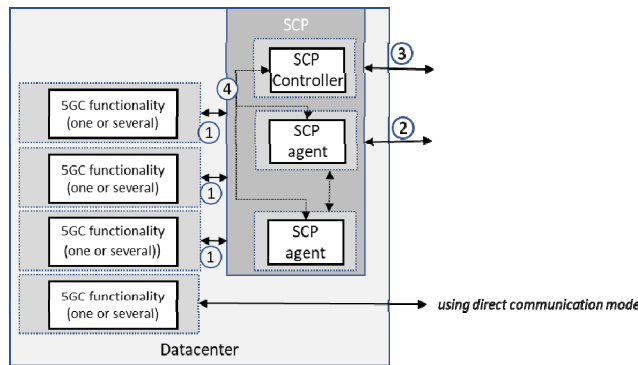 SCP
SCP
Controller
3
4
5GC functionality
(one or several)
1
SCP
agent
2
5GC functionality
(one or several)
1
5GC functionality
(one or several))
1
SCP
agent
5GC functionality
(one or several)
using direct communication mode
Datacenter